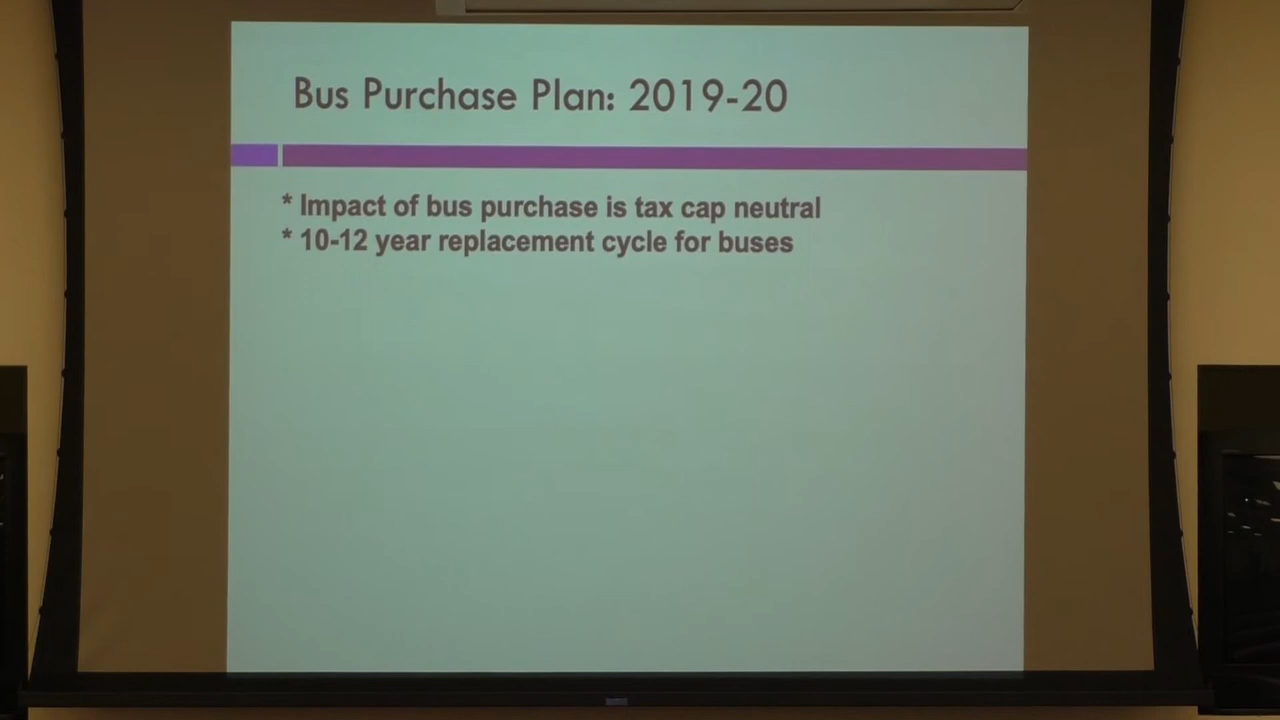 Bus Purchase Plan: 2019-20
* Impact of bus purchase is tax cap neutral
* 10-12 year replacement cycle for buses